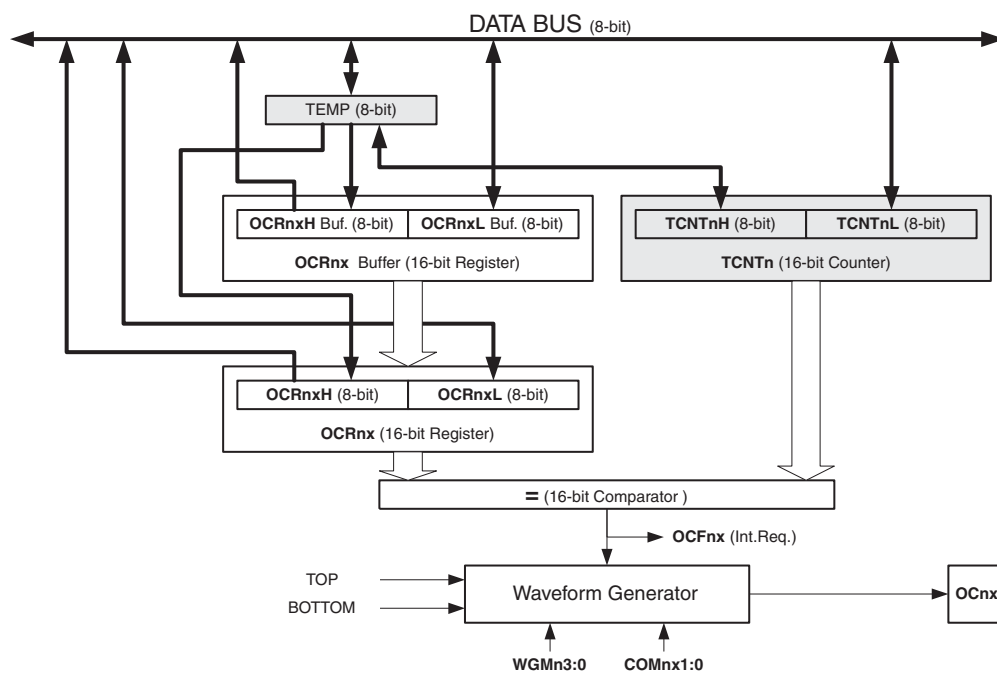 DATA BUS (8-bit)
TEMP (8-bit)
OCRnxH Buf. (8-bit)
OCRnxL Buf. (8-bit)
TCNTnH (8-bit)
TCNTnL (8-bit)
OCRnx Buffer (16-bit Register)
TCNTn (16-bit Counter)
OCRnxH (8-bit)
OCRnxL (8-bit)
OCRnx (16-bit Register)
= (16-bit Comparator )
OCFnx (Int.Req.)
TOP
BOTTOM
Waveform Generator
OCnx
WGMn3:0
COMnx1:0